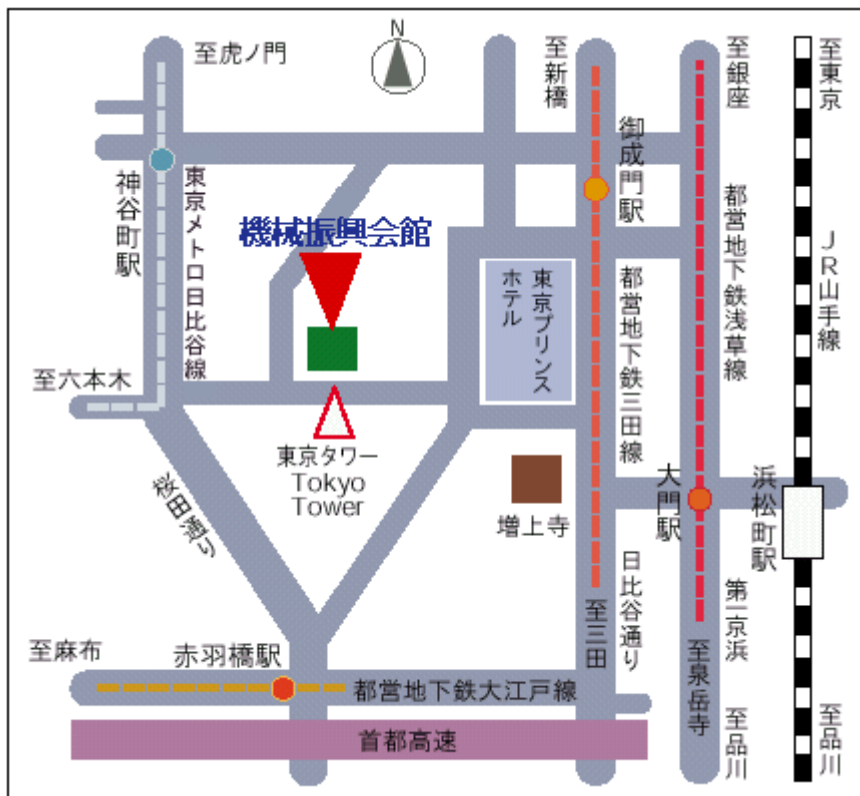 N
至虎ノ門
至新橋
至銀座
至東京
御成門駅
神谷町駅
東京メトロ日比谷線
機械振興会館
都営地下鉄浅草線
JR山手線
東京プリンス
ホテル
都営地下鉄三田線
至六本木
東京タワー
Tokyo
Tower
桜田通り
増上寺
大門駅
浜松町駅
日比谷通り
第一京浜
至三田
至麻布
赤羽橋駅
都営地下鉄大江戸線
至泉岳寺
首都高速
至品川
至品川